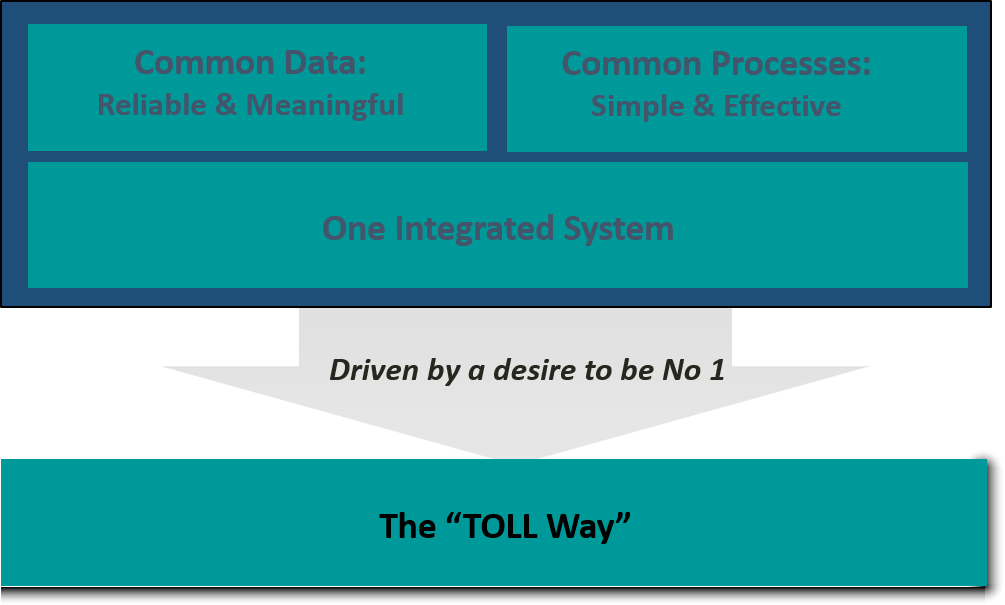 Common Data:
Reliable & Meaningful
Common Processes:
Simple & Effective
One Integrated System
Driven by a desire to be No 1
The “TOLL Way”